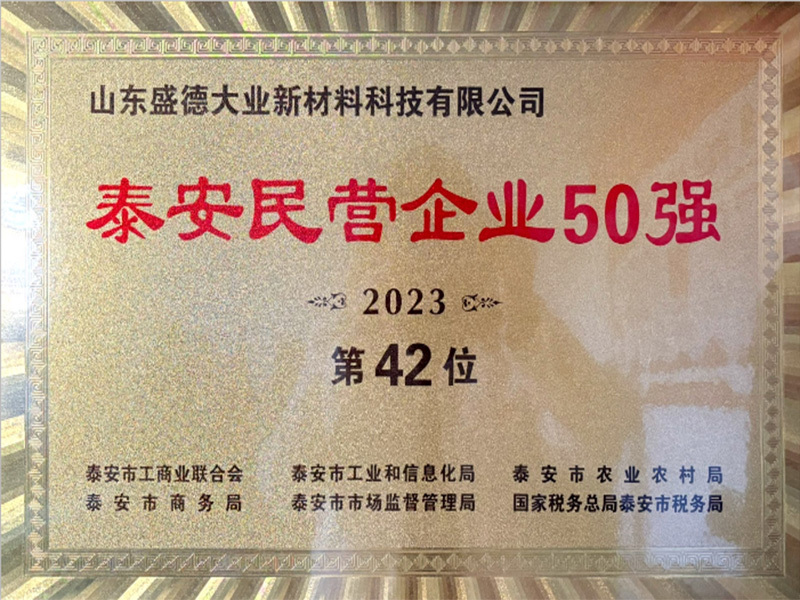 山东盛德大业新材料科技有限公司
泰安民营企业50强
2023
第42位
泰安市工商业联合会 泰安市工业和信息化局 泰安市农业农村局
泰安市商务局 泰安市市场监督管理局 国家税务总局泰安市税务局